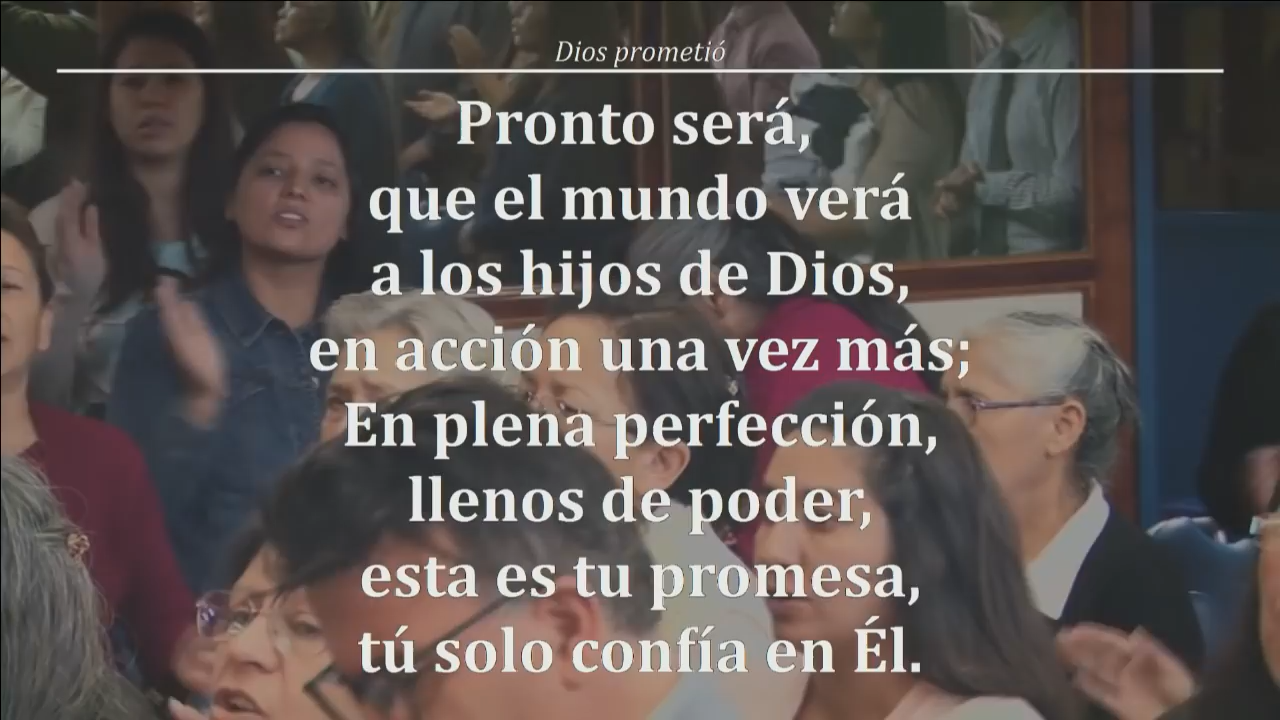 Dios prometió
Pronto será,
que el mundo verá
a los hijos de Dios,
en acción una vez más;
En plena perfección,
llenos de poder,
esta es tu promesa,
tú solo confía en Él.